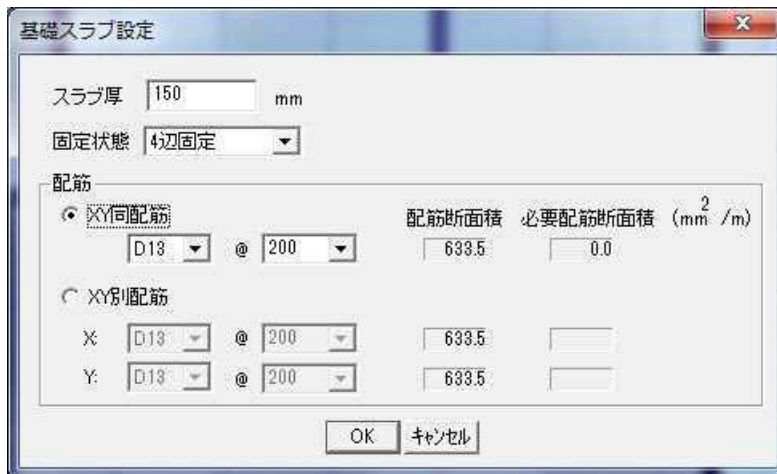 基礎スラブ設定
スラブ厚 150 mm
固定状態 4辺固定
配筋
XY同配筋 配筋断面積 必要配筋断面積 (mm2/m)
D13 @ 200 633.5 0.0
XY別配筋
X: D13 @ 200 633.5
Y: D13 @ 200 633.5
OK キャンセル